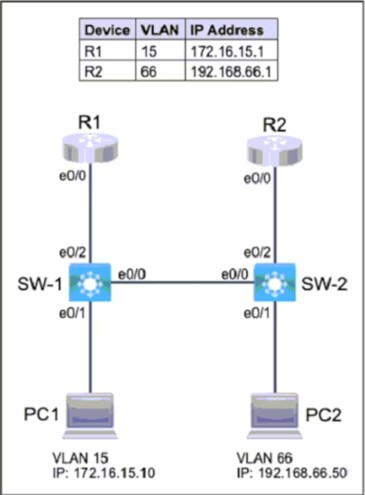 Device VLAN IP Address
R1 15 172.16.15.1
R2 66 192.168.66.1
R1 R2
e0/0 e0/0
e0/2 e0/2
SW-1 e0/0 e0/0 SW-2
e0/1 e0/1
PC1 PC2
VLAN 15 VLAN 66
IP: 172.16.15.10 IP: 192.168.66.50